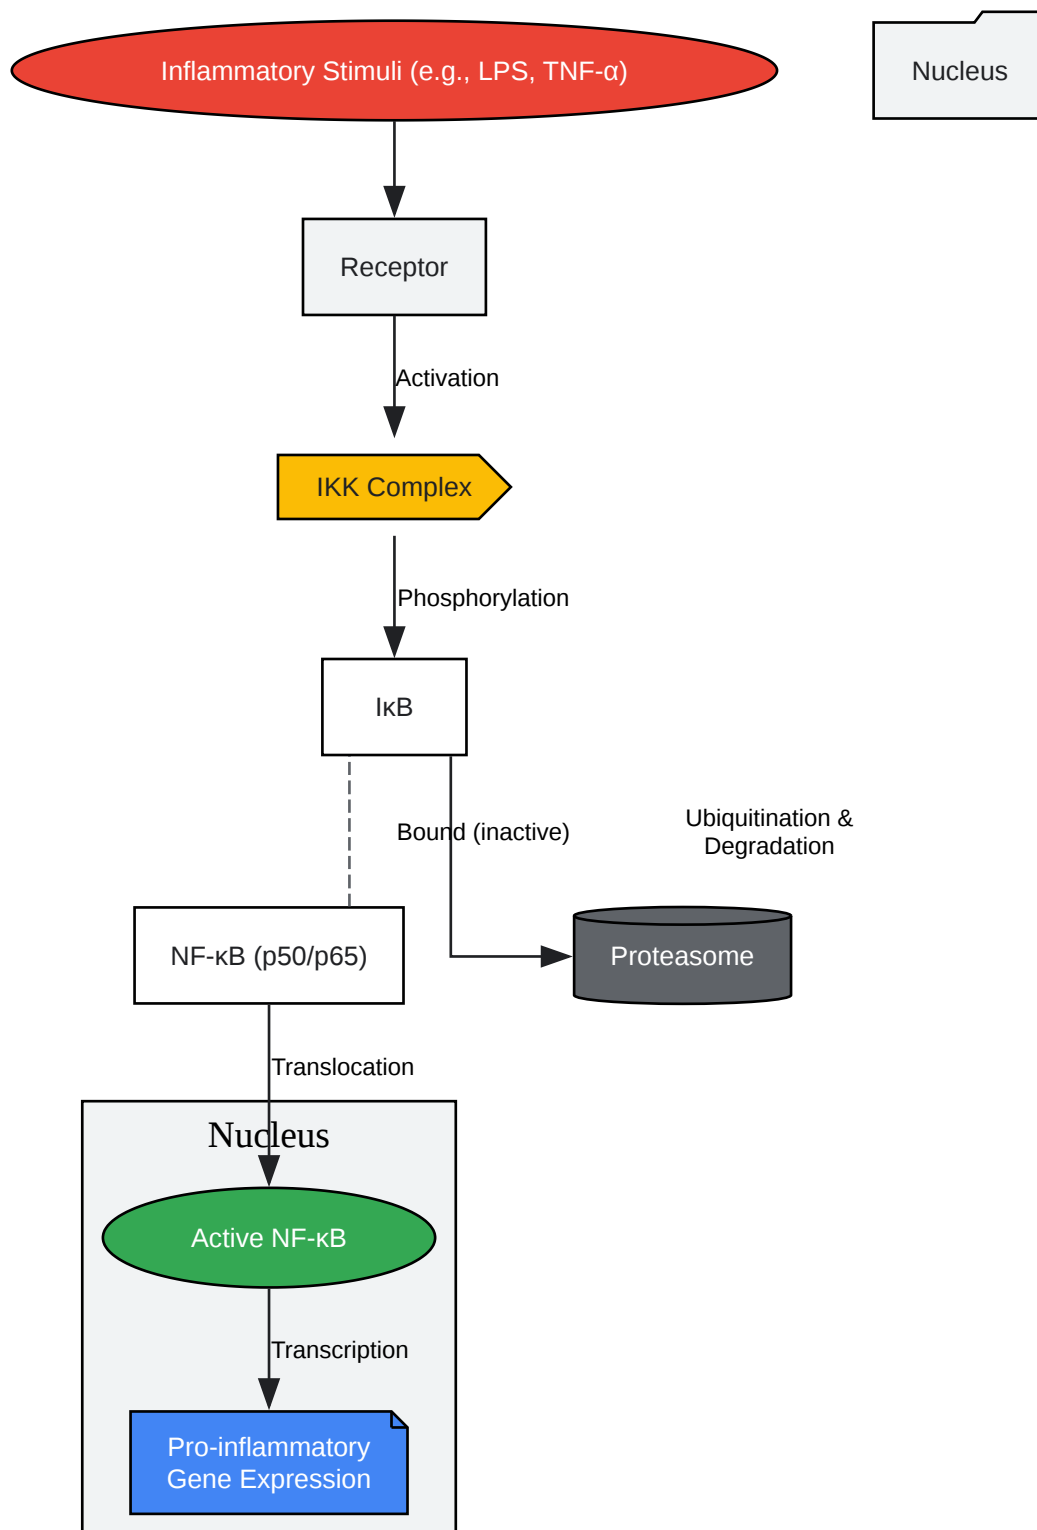 Inflammatory Stimuli (e.g., LPS, TNF-α)
Nucleus
Receptor
Activation
IKK Complex
Phosphorylation
IκB
Bound (inactive)
Ubiquitination &
Degradation
NF-κB (p50/p65)
Proteasome
Translocation
Nucleus
Active NF-κB
Transcription
Pro-inflammatory
Gene Expression